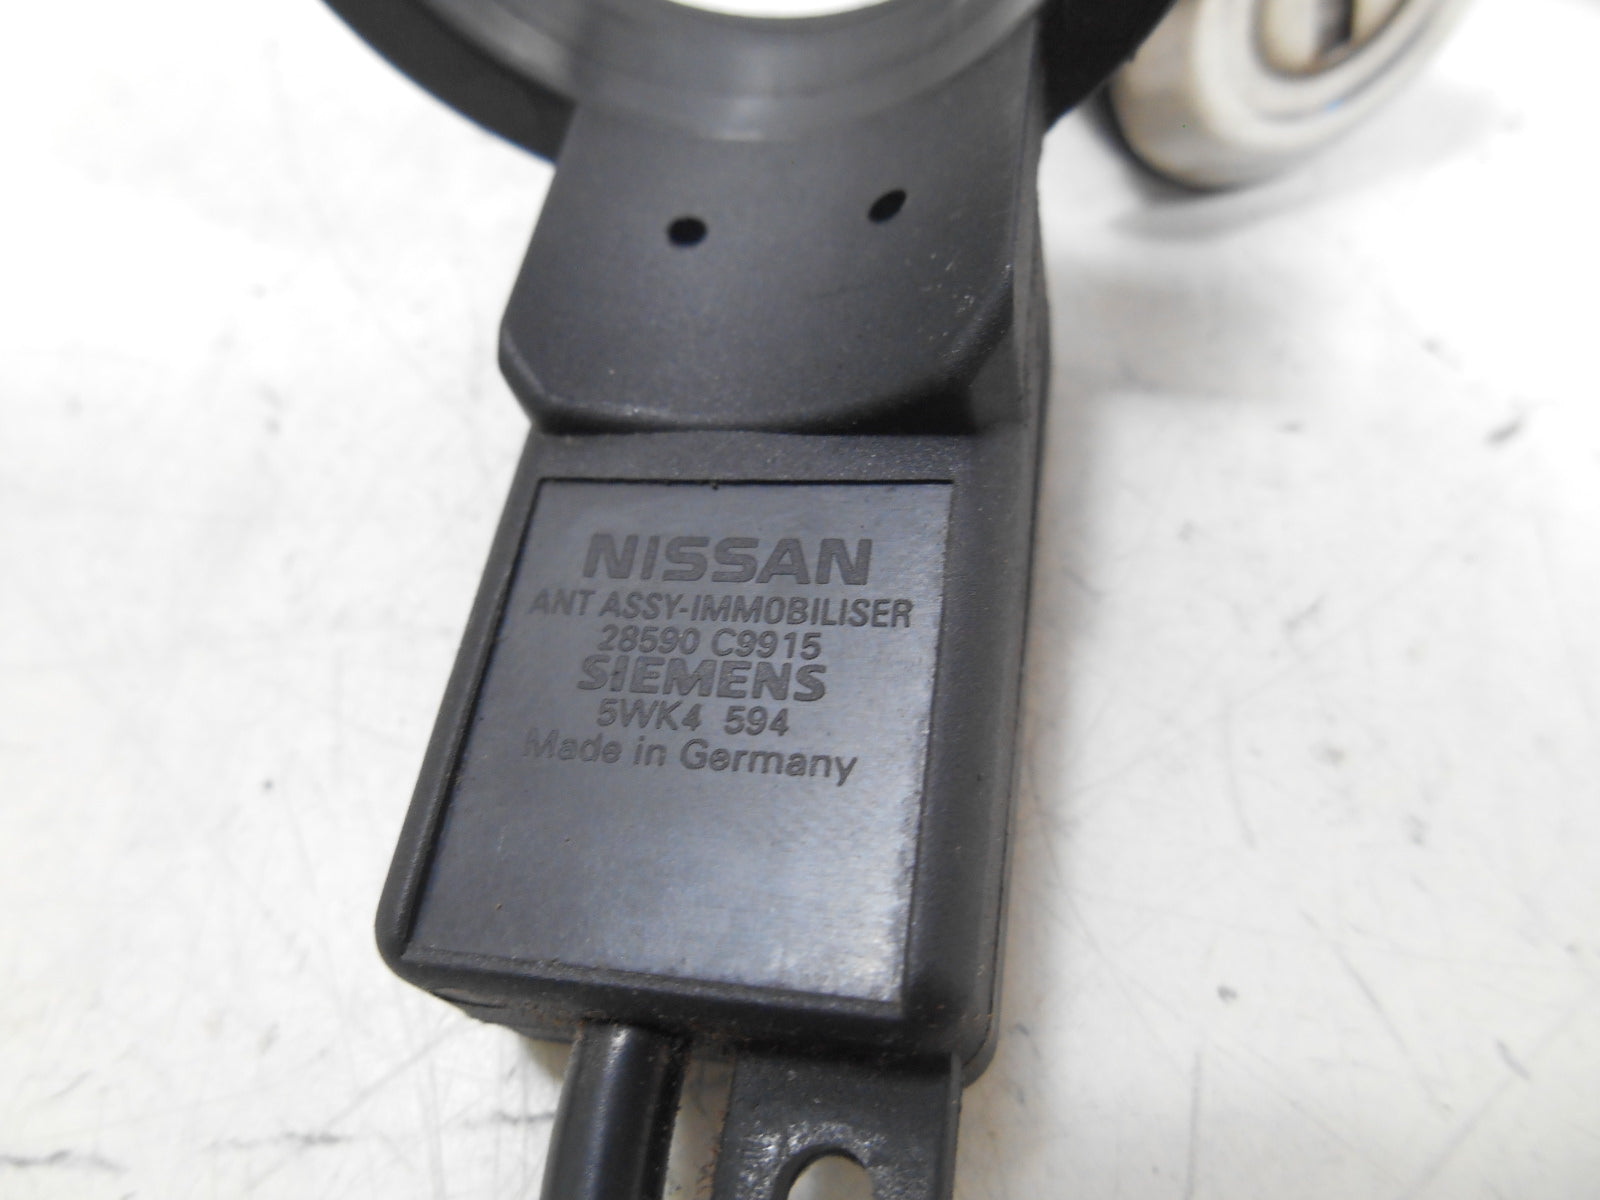 NISSAN
ANT ASSY-IMMOBILISER
28590 C9915
SIEMENS
5WK4 594
Made in Germany